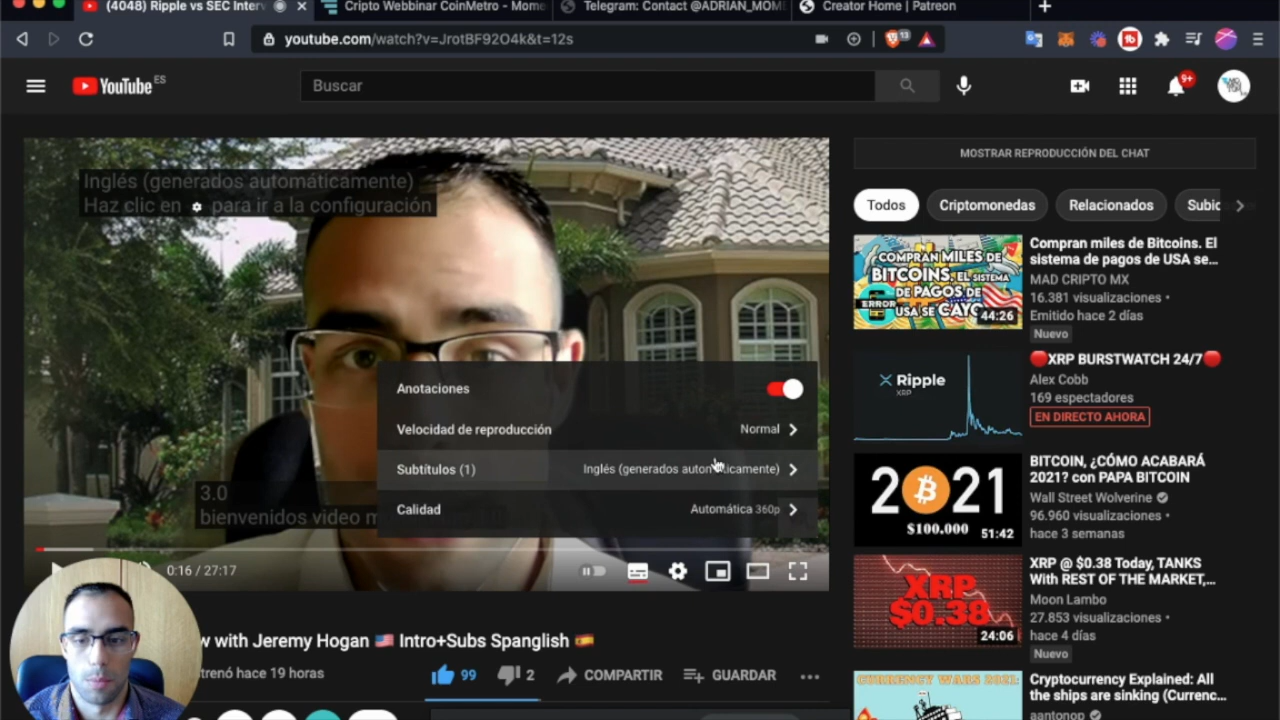 (4048) Ripple vs SEC Interv
Cripto Webbinar CoinMetro - Mome
Telegram: Contact @ADRIAN_MOM
Creator Home | Patreon
youtube.com/watch?v=JrotBF92O4k&t=12s
13
YouTube ES
Buscar
9+
Inglés (generados automáticamente)
Haz clic en para ir a la configuración
Anotaciones
Velocidad de reproducción Normal
Subtítulos (1) Inglés (generados automáticamente)
Calidad Automática 360p
3.0
bienvenidos video m
0:16 / 27:17
w with Jeremy Hogan 🇺🇸 Intro+Subs Spanglish 🇪🇸
trenó hace 19 horas
99
2
COMPARTIR
GUARDAR
MOSTRAR REPRODUCCIÓN DEL CHAT
Todos
Criptomonedas
Relacionados
Subic
COMPRAN MILES DE
BITCOINS, EL SISTEMA
DE PAGOS DE
USA SE CAYO
ERROR
44:26
Compran miles de Bitcoins. El
sistema de pagos de USA se...
MAD CRIPTO MX
16.381 visualizaciones •
Emitido hace 2 días
Nuevo
Ripple
XRP
🔴XRP BURSTWATCH 24/7🔴
Alex Cobb
169 espectadores
EN DIRECTO AHORA
2021
$100.000
51:42
BITCOIN, ¿CÓMO ACABARÁ
2021? con PAPA BITCOIN
Wall Street Wolverine
96.960 visualizaciones •
hace 3 semanas
XRP
$0.38
24:06
XRP @ $0.38 Today, TANKS
With REST OF THE MARKET,...
Moon Lambo
27.853 visualizaciones •
hace 4 días
Nuevo
CURRENCY WARS 2021:
Cryptocurrency Explained: All
the ships are sinking (Currenc...
aantonop